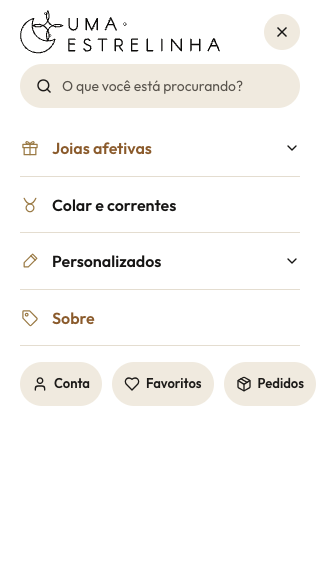 UMA
ESTRELINHA
O que você está procurando?
Joias afetivas
Colar e correntes
Personalizados
Sobre
Conta
Favoritos
Pedidos